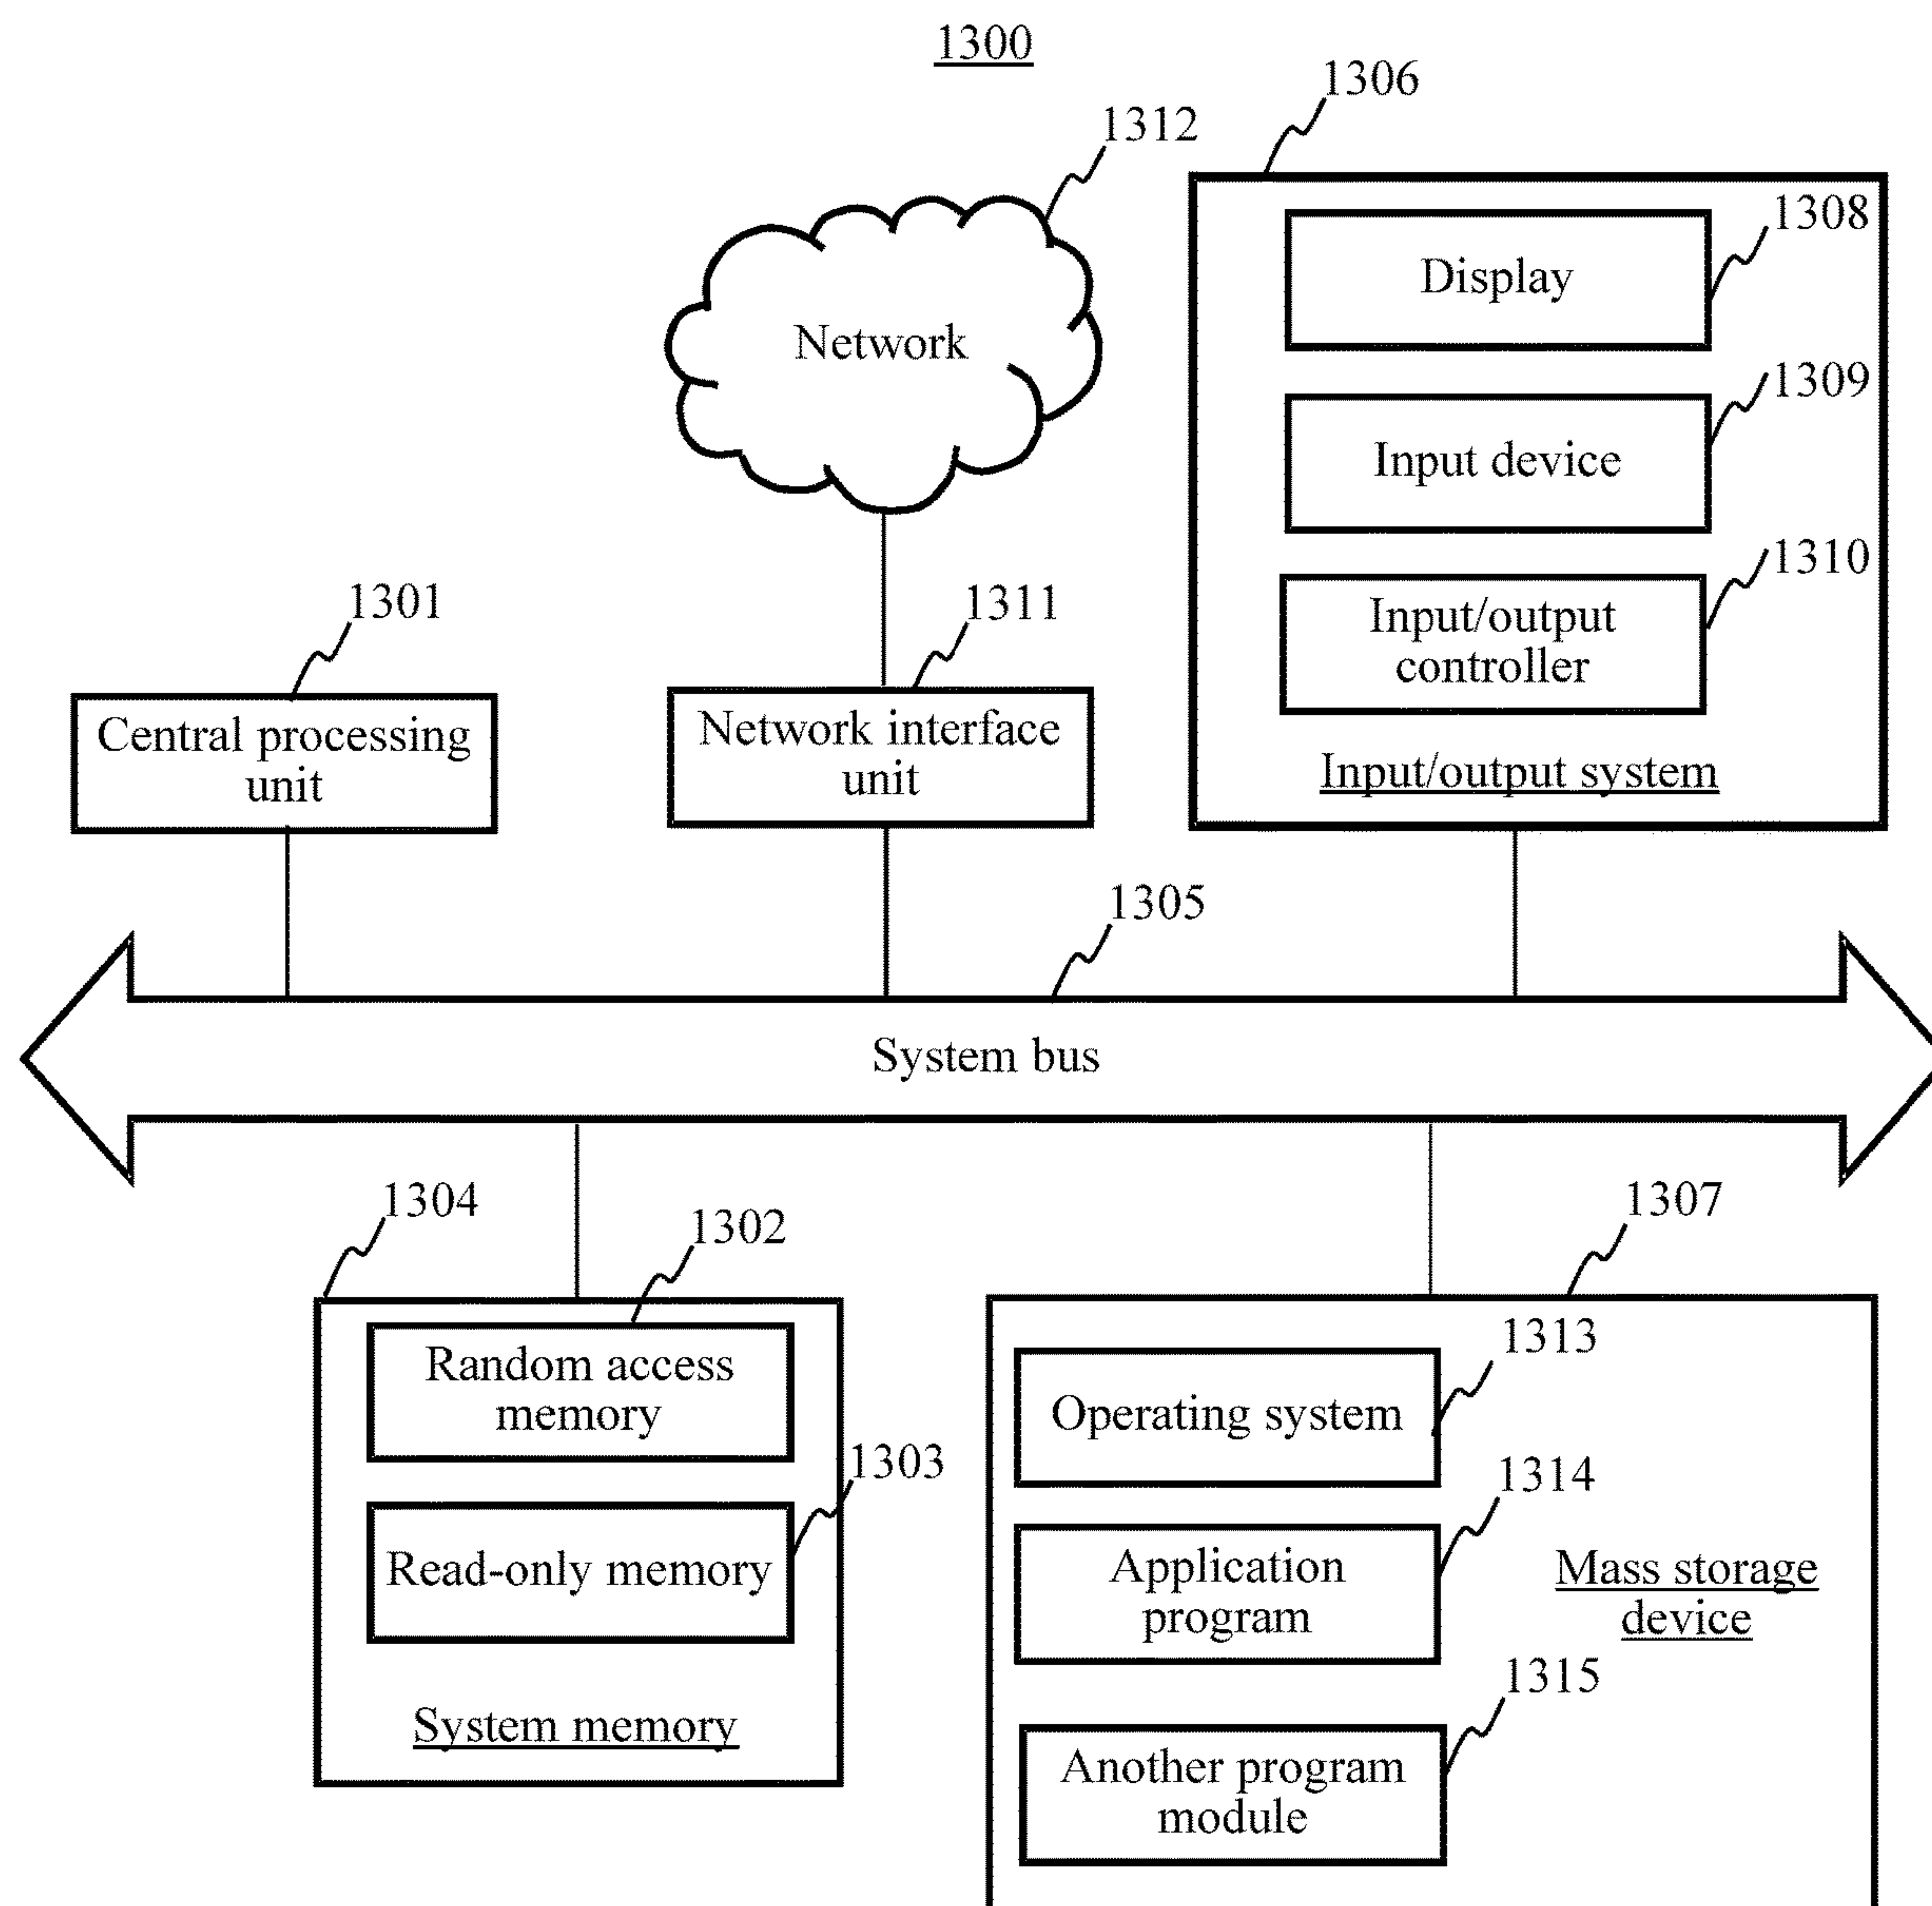 1300
1306
1312
1308
Display
Network
1309
Input device
1310
Input/output
controller
1301
1311
Central processing
unit
Network interface
unit
Input/output system
1305
System bus
1304
1302
1307
Random access
memory
1313
Operating system
1303
Read-only memory
1314
Application
program
Mass storage
device
System memory
1315
Another program
module